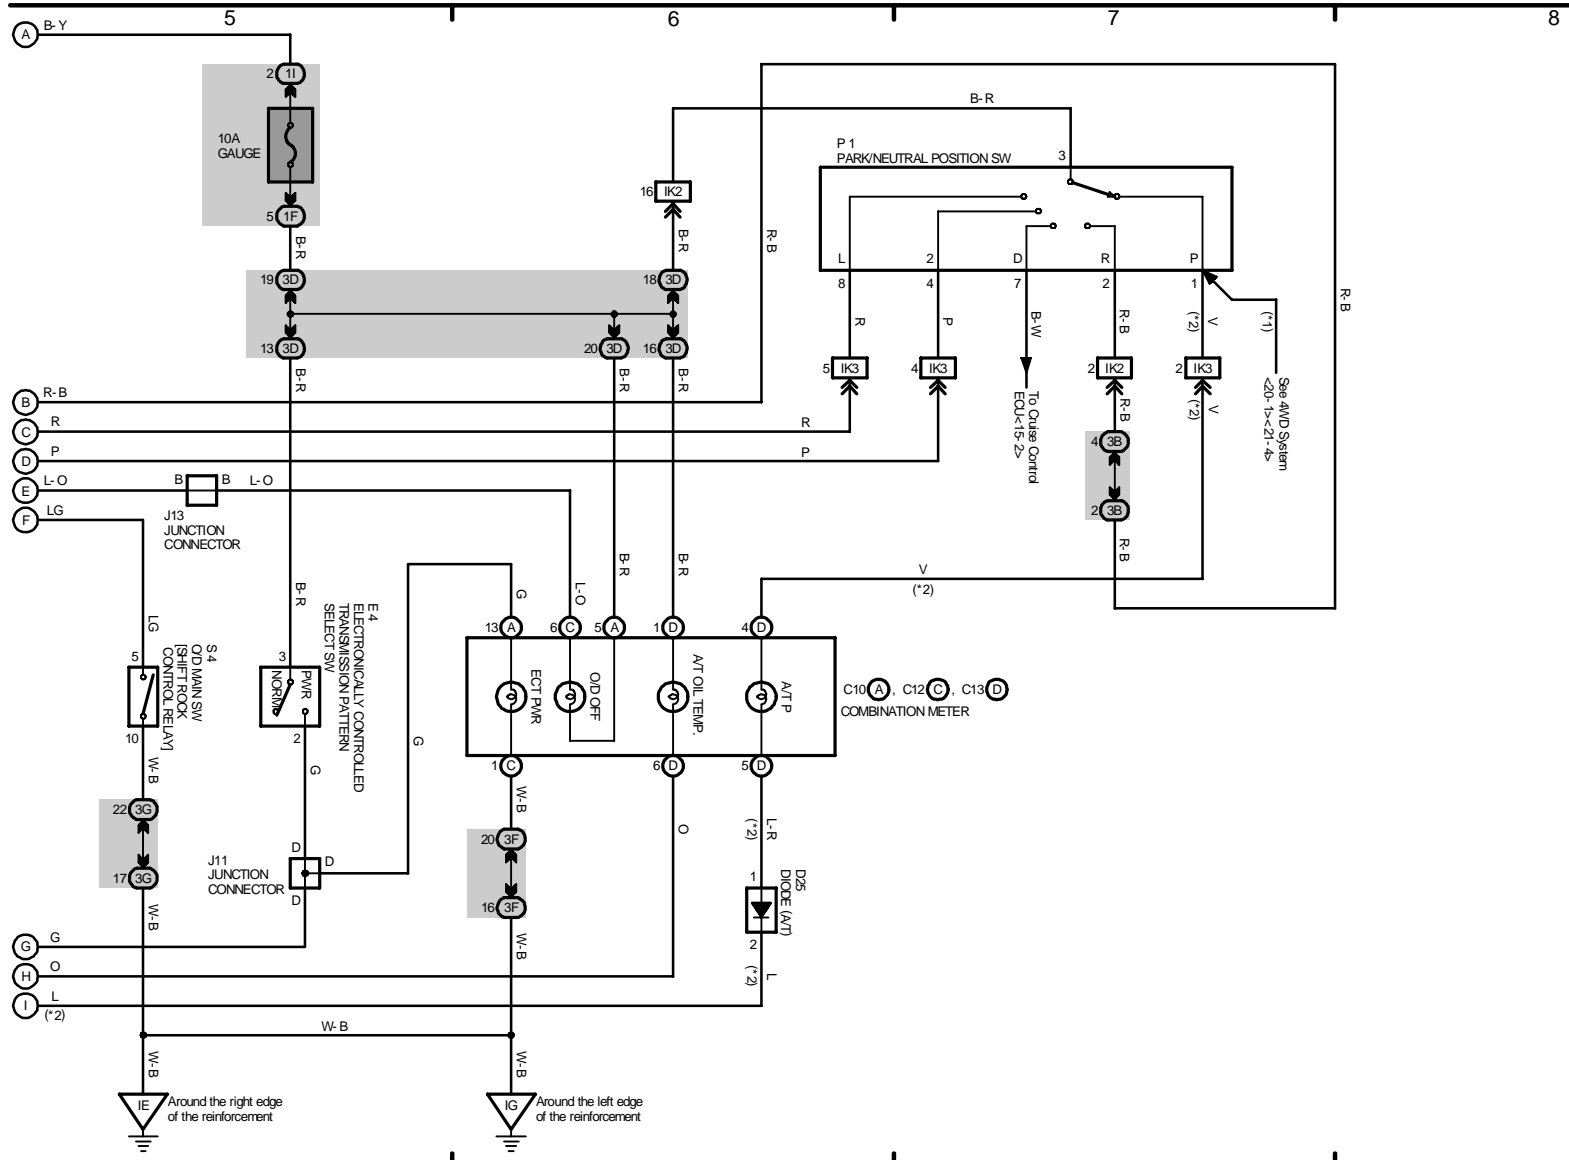 5
6
7
8
A
B-Y
2
1I
10A
GAUGE
5
1F
B-R
B-R
16
IK2
B-R
R-B
P 1
PARK/NEUTRAL POSITION SW
3
L
2
D
R
P
8
4
7
2
1
R
P
B-W
R-B
V
(*2)
(*1)
R-B
19
3D
18
3D
13
3D
20
3D
16
3D
B-R
5
IK3
4
IK3
2
IK2
2
IK3
To Cruise Control
ECU<15-2>
R-B
V
(*2)
See 4WD System
<20-1><21-4>
B
R-B
C
R
R
D
P
P
4
3B
2
3B
R-B
E
L-O
B
B
L-O
F
LG
J13
JUNCTION
CONNECTOR
B-R
B-R
V
(*2)
B-R
G
L-O
LG
E 4
ELECTRONICALLY CONTROLLED
TRANSMISSION PATTERN
SELECT SW
S 4
O/D MAIN SW
[SHIFT ROCK
CONTROL RELAY]
5
10
3
PWR
NORM
2
13
A
6
C
5
A
1
D
4
D
ECT PWR
O/D OFF
A/T OIL TEMP.
A/T P
C10
A
, C12
C
, C13
D
COMBINATION METER
1
C
6
D
5
D
W-B
G
G
W-B
O
L-R
(*2)
22
3G
17
3G
20
3F
16
3F
J11
JUNCTION
CONNECTOR
D
D
D
1
D25
DIODE (A/T)
2
L
(*2)
W-B
W-B
G
G
H
O
I
L
(*2)
W-B
W-B
W-B
IE
Around the right edge
of the reinforcement
IG
Around the left edge
of the reinforcement